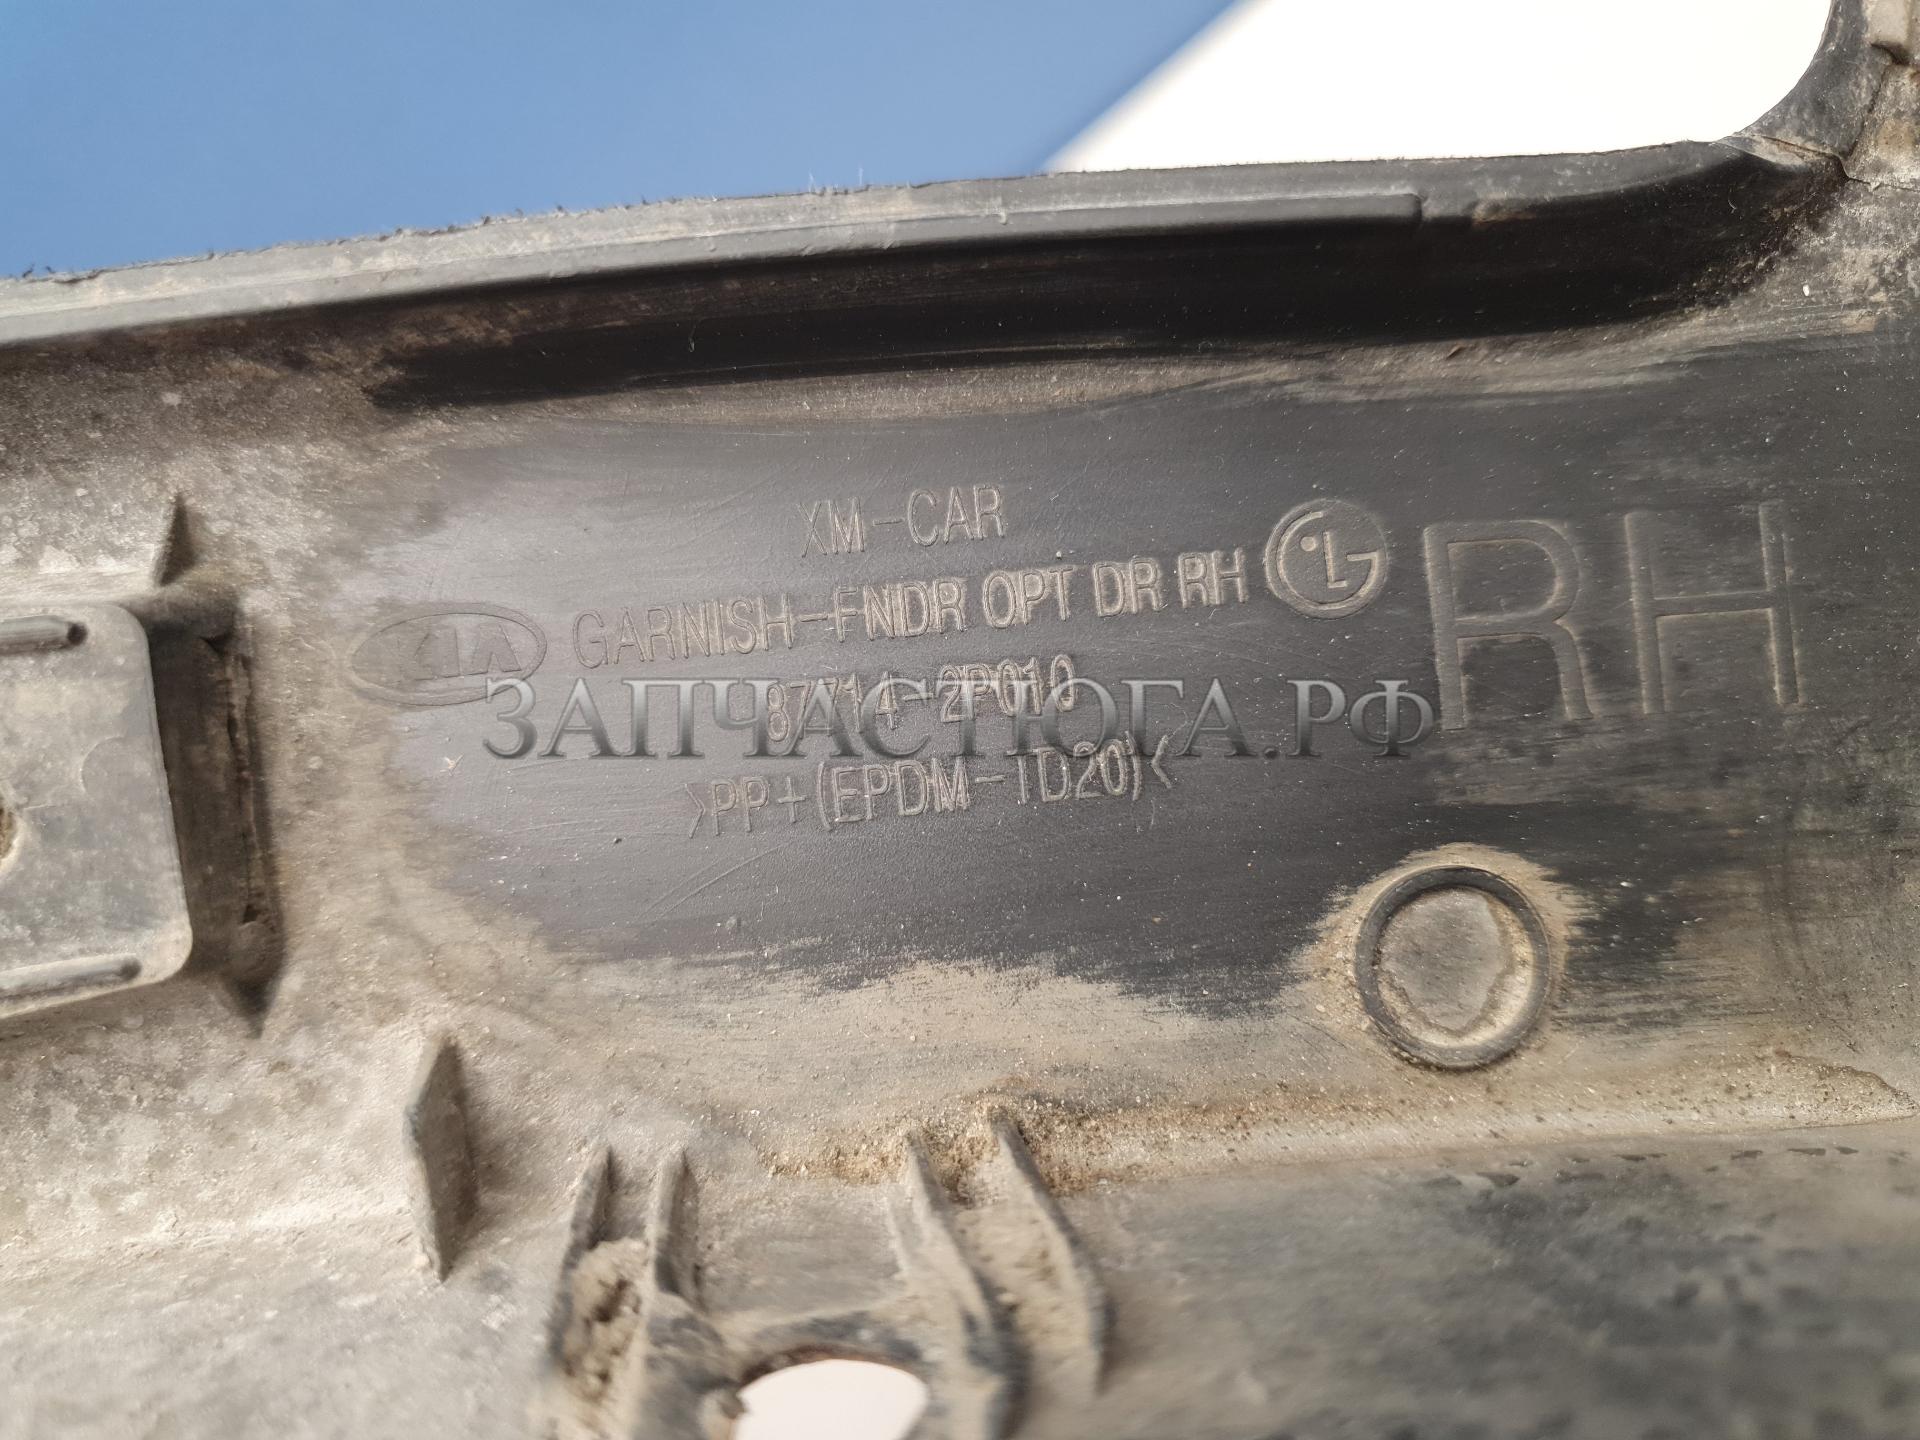 XM-CAR
KIA GARNISH-FNDR OPT DR RH LG RH
87714-2P010
ЗАПЧАСТЮГА.РФ
>PP+(EPDM-TD20)<